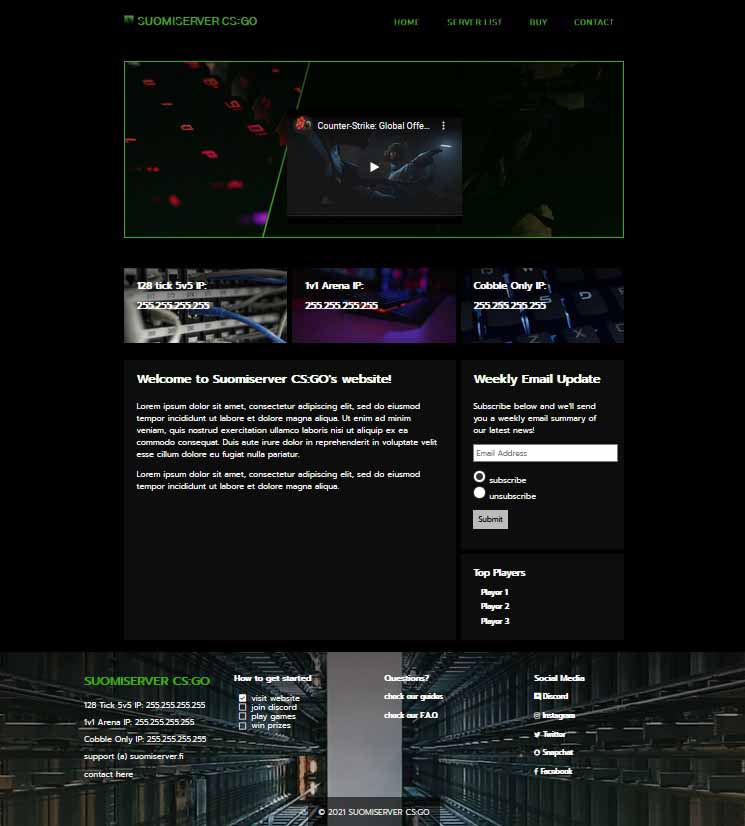 SUOMISERVER CS:GO
HOME SERVER LIST BUY CONTACT
Counter-Strike: Global Offe...
128 tick 5v5 IP:
255.255.255.255
1v1 Arena IP:
255.255.255.255
Cobble Only IP:
255.255.255.255
Welcome to Suomiserver CS:GO's website!
Lorem ipsum dolor sit amet, consectetur adipiscing elit, sed do eiusmod
tempor incididunt ut labore et dolore magna aliqua. Ut enim ad minim
veniam, quis nostrud exercitation ullamco laboris nisi ut aliquip ex ea
commodo consequat. Duis aute irure dolor in reprehenderit in voluptate velit
esse cillum dolore eu fugiat nulla pariatur.
Lorem ipsum dolor sit amet, consectetur adipiscing elit, sed do eiusmod
tempor incididunt ut labore et dolore magna aliqua.
Weekly Email Update
Subscribe below and we'll send
you a weekly email summary of
our latest news!
Email Address
subscribe
unsubscribe
Submit
Top Players
Player 1
Player 2
Player 3
SUOMISERVER CS:GO
128 Tick 5v5 IP: 255.255.255.255
1v1 Arena IP: 255.255.255.255
Cobble Only IP: 255.255.255.255
support (a) suomiserver.fi
contact here
How to get started
visit website
join discord
play games
win prizes
Questions?
check our guides
check our F.A.Q
Social Media
Discord
Instagram
Twitter
Snapchat
Facebook
© 2021 SUOMISERVER CS:GO